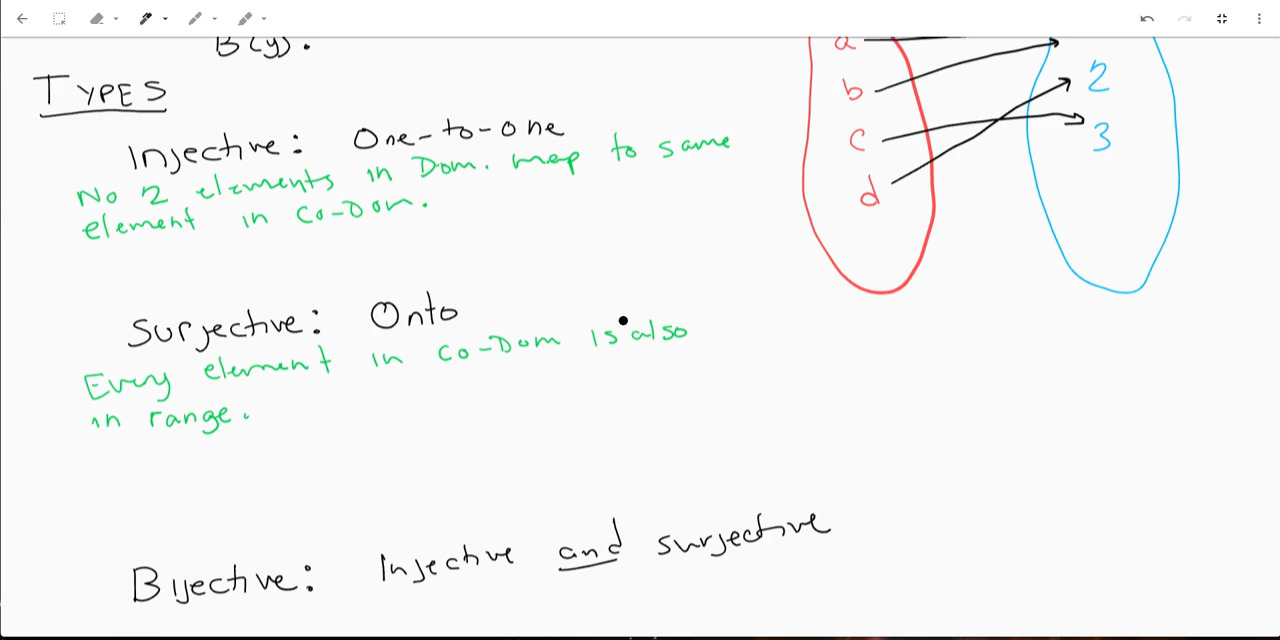 B(y).
TYPES
Injective: One-to-one
No 2 elements in Dom. map to same
element in Co-Dom.
Surjective: Onto
Every element in Co-Dom is also
in range.
Bijective: Injective and surjective
a
b
c
d
2
3